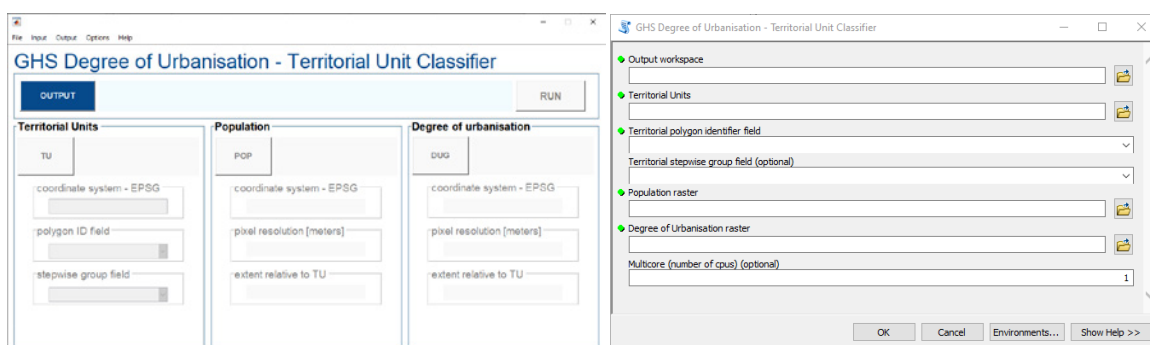 File Input Output Options Help
GHS Degree of Urbanisation - Territorial Unit Classifier
OUTPUT
RUN
Territorial Units
TU
coordinate system - EPSG
polygon ID field
stepwise group field
Population
POP
coordinate system - EPSG
pixel resolution [meters]
extent relative to TU
Degree of urbanisation
DUG
coordinate system - EPSG
pixel resolution [meters]
extent relative to TU
GHS Degree of Urbanisation - Territorial Unit Classifier
Output workspace
Territorial Units
Territorial polygon identifier field
Territorial stepwise group field (optional)
Population raster
Degree of Urbanisation raster
Multicore (number of cpus) (optional)
1
OK Cancel Environments... Show Help >>